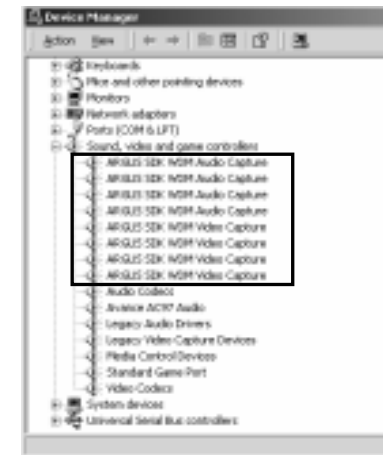 Device Manager
Action View
Keyboards
Mice and other pointing devices
Monitors
Network adapters
Ports (COM & LPT)
Sound, video and game controllers
ARGUS SDK WDM Audio Capture
ARGUS SDK WDM Audio Capture
ARGUS SDK WDM Audio Capture
ARGUS SDK WDM Audio Capture
ARGUS SDK WDM Video Capture
ARGUS SDK WDM Video Capture
ARGUS SDK WDM Video Capture
ARGUS SDK WDM Video Capture
Audio Codecs
Avance AC97 Audio
Legacy Audio Drivers
Legacy Video Capture Devices
Media Control Devices
Standard Game Port
Video Codecs
System devices
Universal Serial Bus controllers